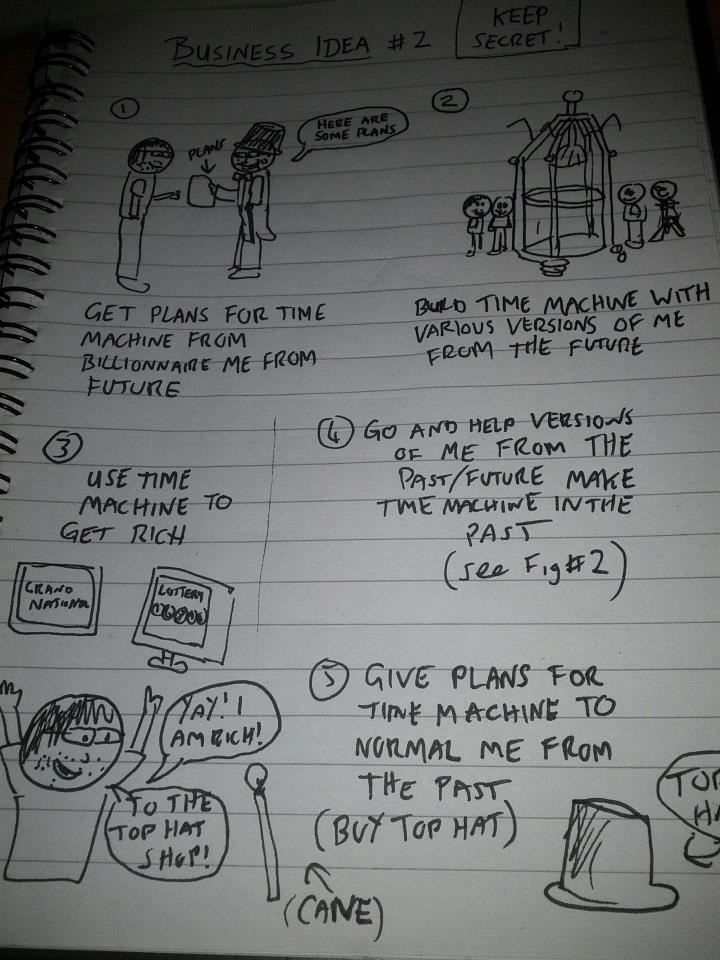 BUSINESS IDEA #2
KEEP
SECRET!
1
PLANS
HERE ARE
SOME PLANS
GET PLANS FOR TIME
MACHINE FROM
BILLIONNAIRE ME FROM
FUTURE
2
BUILD TIME MACHINE WITH
VARIOUS VERSIONS OF ME
FROM THE FUTURE
3
USE TIME
MACHINE TO
GET RICH
GRAND
NATIONAL
LOTTERY
YAY! I
AM RICH!
TO THE
TOP HAT
SHOP!
4 GO AND HELP VERSIONS
OF ME FROM THE
PAST/FUTURE MAKE
TIME MACHINE IN THE
PAST
(see Fig #2)
5 GIVE PLANS FOR
TIME MACHINE TO
NORMAL ME FROM
THE PAST
(BUY TOP HAT)
(CANE)
TOP